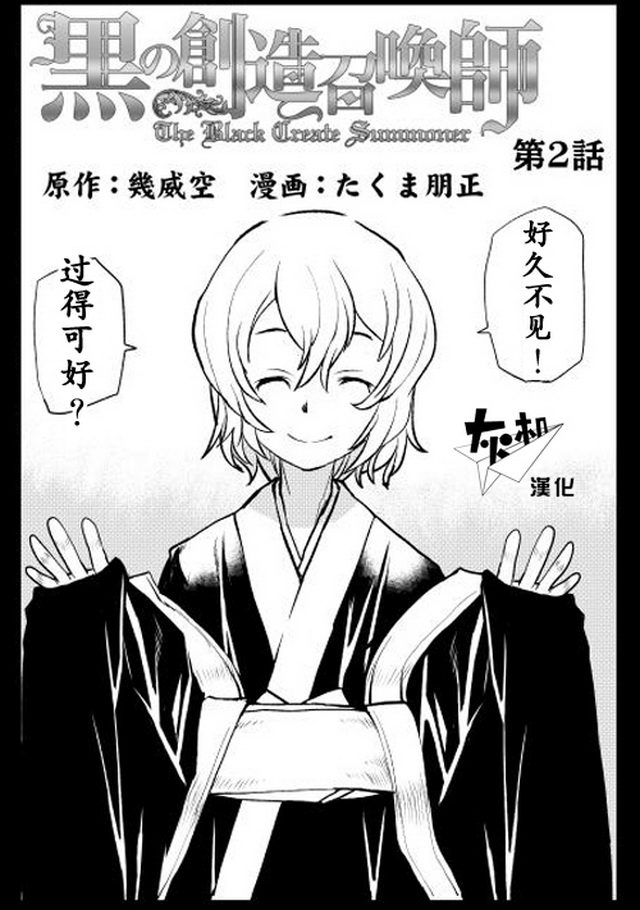 黒の創造召喚師
The Black Create Summoner
第2話
原作：幾威空 漫画：たくま朋正
好久不见！
过得可好？
灰机
漢化